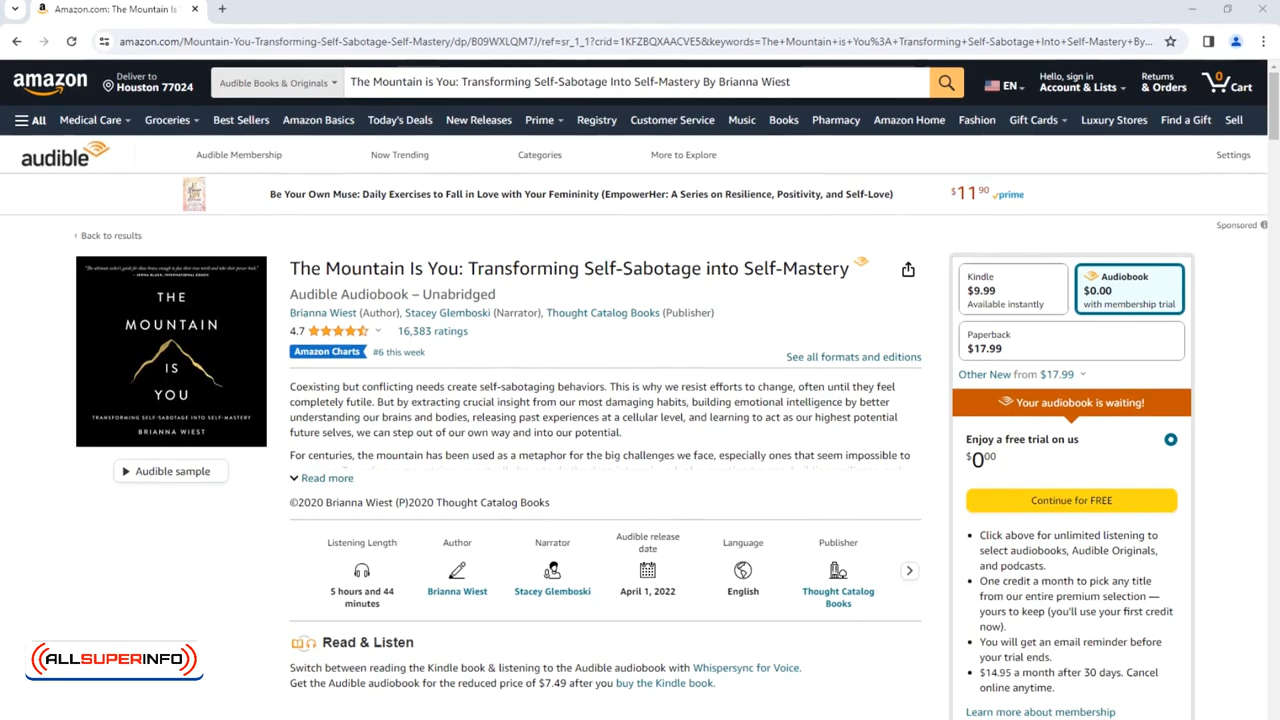 Amazon.com: The Mountain Is
amazon.com/Mountain-You-Transforming-Self-Sabotage-Self-Mastery/dp/B09WXLQM7J/ref=sr_1_1?crid=1KFZBQXAACVE5&keywords=The+Mountain+is+You%3A+Transforming+Self-Sabotage+Into+Self-Mastery+By...
amazon
Deliver to
Houston 77024
Audible Books & Originals
The Mountain is You: Transforming Self-Sabotage Into Self-Mastery By Brianna Wiest
EN
Hello, sign in
Account & Lists
Returns
& Orders
0
Cart
All
Medical Care
Groceries
Best Sellers
Amazon Basics
Today's Deals
New Releases
Prime
Registry
Customer Service
Music
Books
Pharmacy
Amazon Home
Fashion
Gift Cards
Luxury Stores
Find a Gift
Sell
audible
Audible Membership
Now Trending
Categories
More to Explore
Settings
Be Your Own Muse: Daily Exercises to Fall in Love with Your Femininity (EmpowerHer: A Series on Resilience, Positivity, and Self-Love)
$11 90 prime
Sponsored
‹ Back to results
THE
MOUNTAIN
IS
YOU
TRANSFORMING SELF-SABOTAGE INTO SELF-MASTERY
BRIANNA WIEST
Audible sample
The Mountain Is You: Transforming Self-Sabotage into Self-Mastery
Audible Audiobook – Unabridged
Brianna Wiest (Author), Stacey Glemboski (Narrator), Thought Catalog Books (Publisher)
4.7
16,383 ratings
Amazon Charts #6 this week
See all formats and editions
Coexisting but conflicting needs create self-sabotaging behaviors. This is why we resist efforts to change, often until they feel
completely futile. But by extracting crucial insight from our most damaging habits, building emotional intelligence by better
understanding our brains and bodies, releasing past experiences at a cellular level, and learning to act as our highest potential
future selves, we can step out of our own way and into our potential.
For centuries, the mountain has been used as a metaphor for the big challenges we face, especially ones that seem impossible to
Read more
©2020 Brianna Wiest (P)2020 Thought Catalog Books
Listening Length
5 hours and 44
minutes
Author
Brianna Wiest
Narrator
Stacey Glemboski
Audible release
date
April 1, 2022
Language
English
Publisher
Thought Catalog
Books
Read & Listen
Switch between reading the Kindle book & listening to the Audible audiobook with Whispersync for Voice.
Get the Audible audiobook for the reduced price of $7.49 after you buy the Kindle book.
Kindle
$9.99
Available instantly
Audiobook
$0.00
with membership trial
Paperback
$17.99
Other New from $17.99
Your audiobook is waiting!
Enjoy a free trial on us
$0 00
Continue for FREE
• Click above for unlimited listening to
select audiobooks, Audible Originals,
and podcasts.
• One credit a month to pick any title
from our entire premium selection —
yours to keep (you'll use your first credit
now).
• You will get an email reminder before
your trial ends.
• $14.95 a month after 30 days. Cancel
online anytime.
Learn more about membership
ALLSUPERINFO